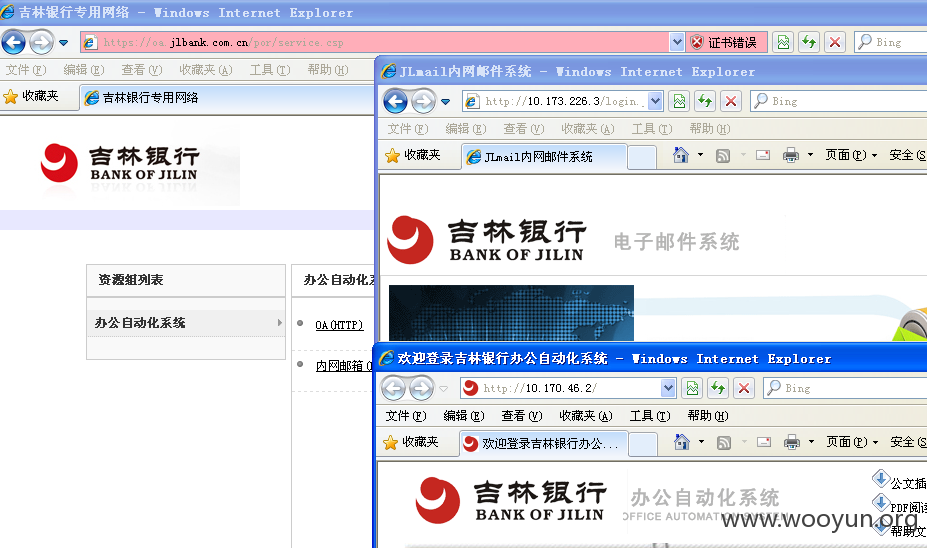 吉林银行专用网络 - Windows Internet Explorer
https://oa.jlbank.com.cn/por/service.csp
证书错误
Bing
文件(F) 编辑(E) 查看(V) 收藏夹(A) 工具(T) 帮助(H)
收藏夹
吉林银行专用网络
吉林银行
BANK OF JILIN
资源组列表
办公自动化系统
办公自动化系
OA(HTTP)
内网邮箱(
JLmail内网邮件系统 - Windows Internet Explorer
http://10.173.226.3/login.
Bing
文件(F) 编辑(E) 查看(V) 收藏夹(A) 工具(T) 帮助(H)
收藏夹
JLmail内网邮件系统
页面(P)
安全(S
吉林银行
BANK OF JILIN
电子邮件系统
欢迎登录吉林银行办公自动化系统 - Windows Internet Explorer
http://10.170.46.2/
Bing
文件(F) 编辑(E) 查看(V) 收藏夹(A) 工具(T) 帮助(H)
收藏夹
欢迎登录吉林银行办公...
页面(P)
安全(S
吉林银行
BANK OF JILIN
办公自动化系统
OFFICE AUTOMATION SYSTEM
公文插
PDF阅读
帮助文
www.wooyun.org